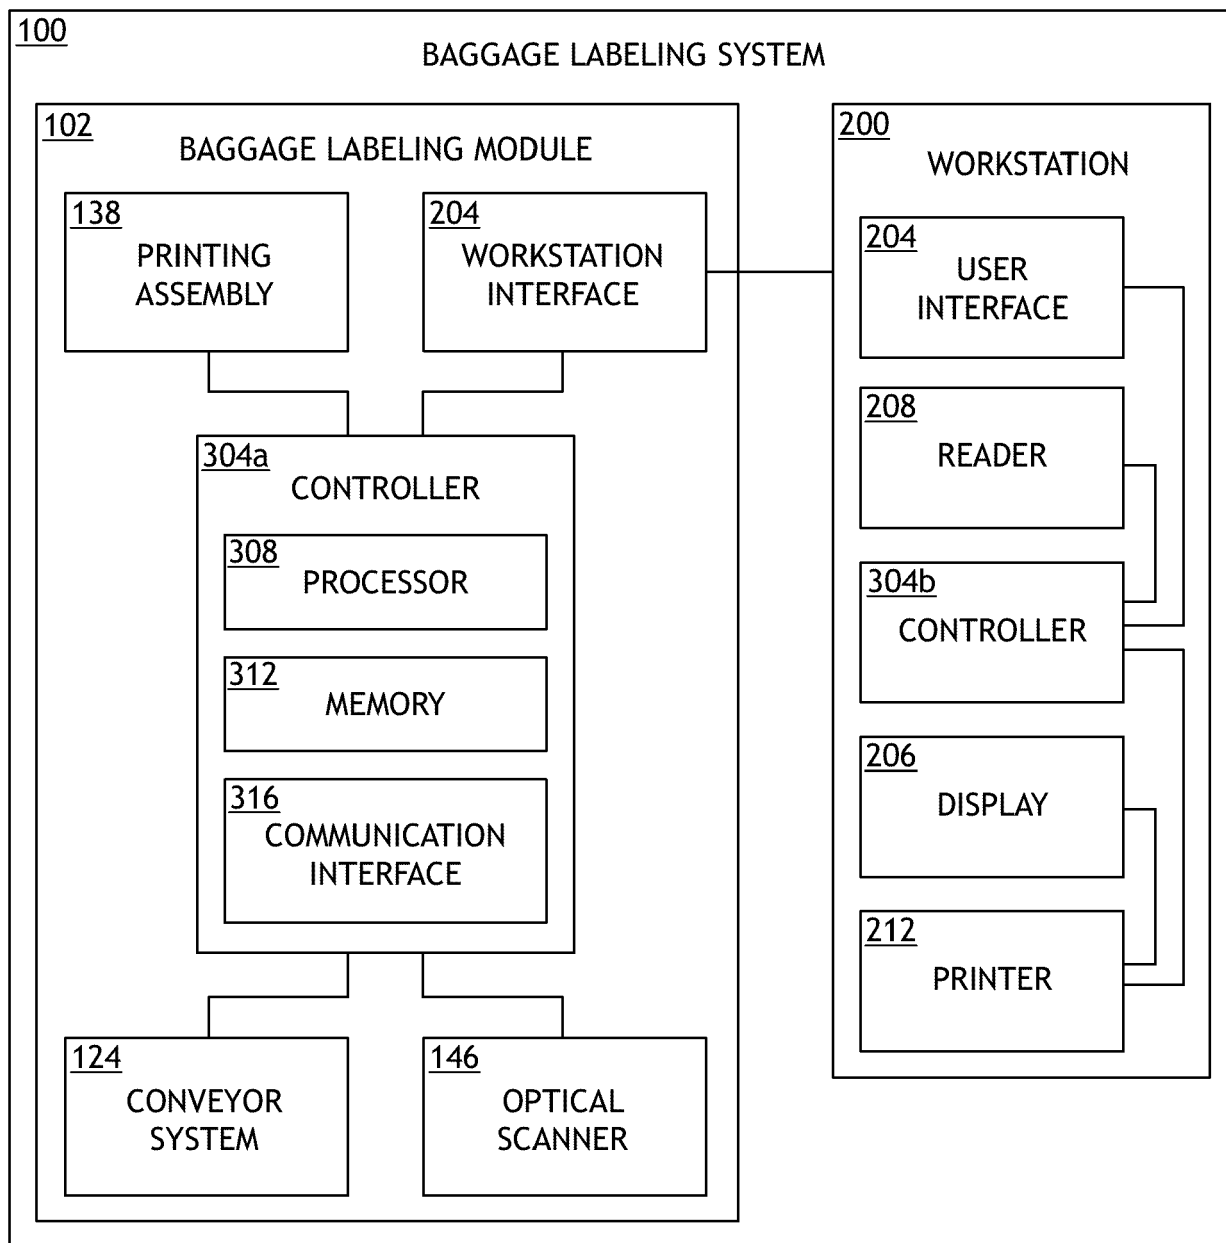 100
BAGGAGE LABELING SYSTEM
102
BAGGAGE LABELING MODULE
138
PRINTING
ASSEMBLY
204
WORKSTATION
INTERFACE
304a
CONTROLLER
308
PROCESSOR
312
MEMORY
316
COMMUNICATION
INTERFACE
124
CONVEYOR
SYSTEM
146
OPTICAL
SCANNER
200
WORKSTATION
204
USER
INTERFACE
208
READER
304b
CONTROLLER
206
DISPLAY
212
PRINTER